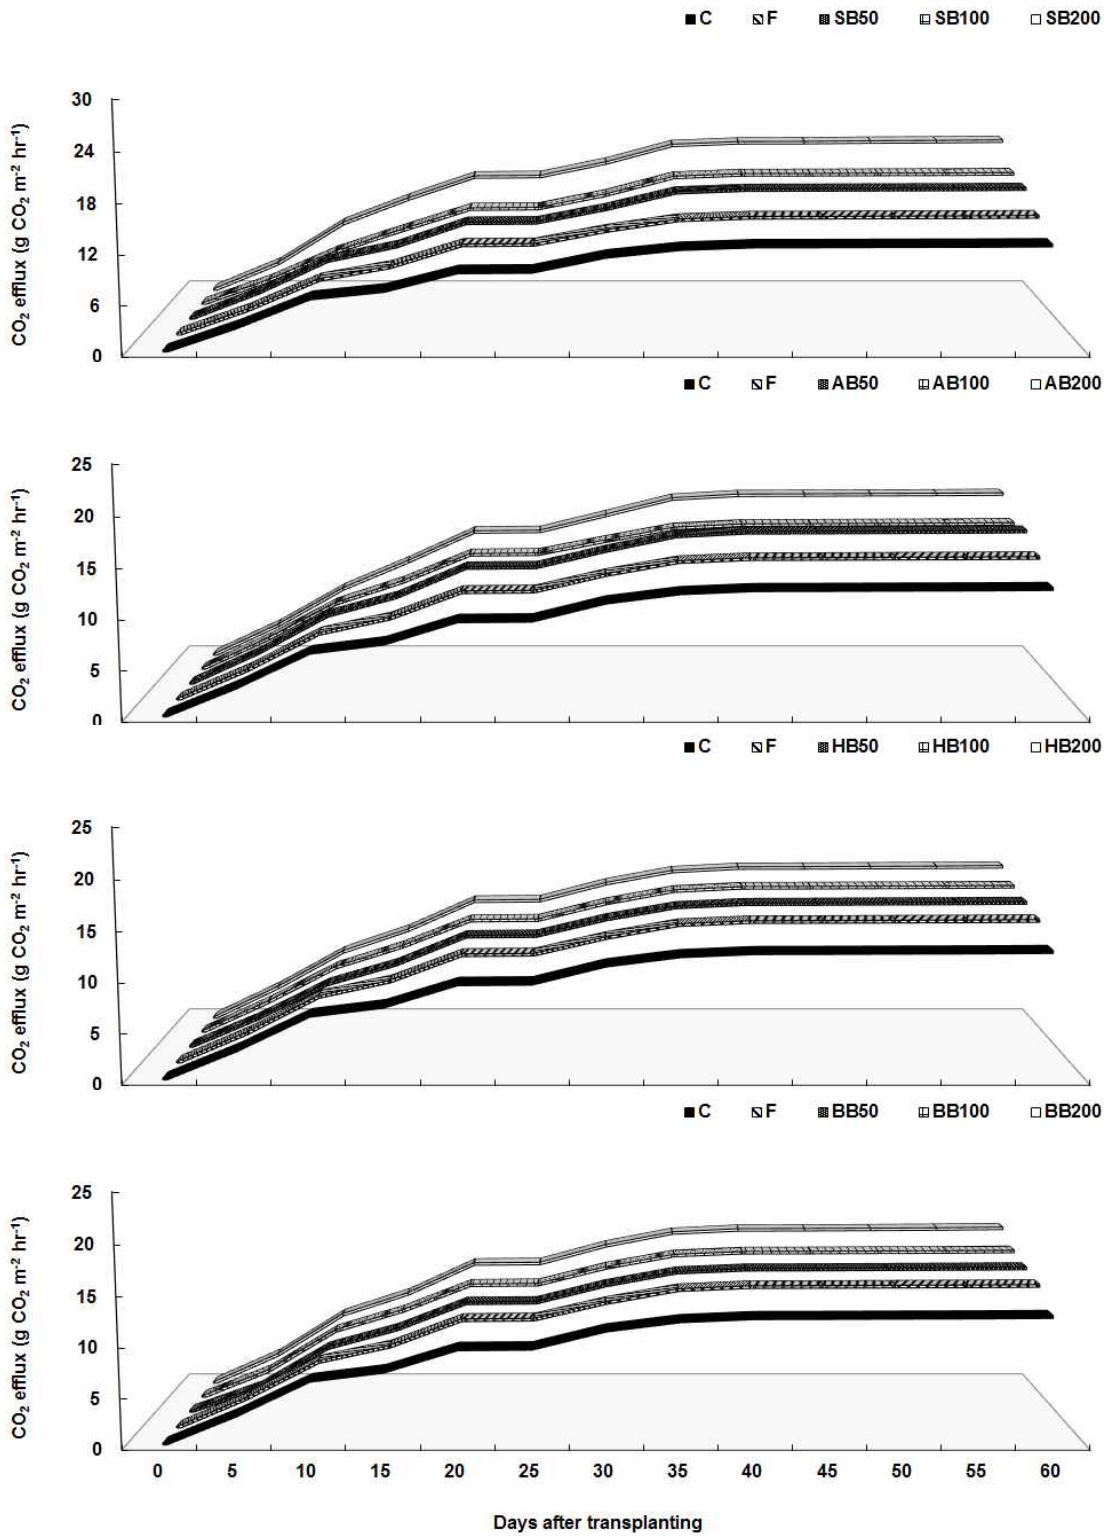 C F SB50 SB100 SB200
30
24
18
12
6
0
CO₂ efflux (g CO₂ m⁻² hr⁻¹)
C F AB50 AB100 AB200
25
20
15
10
5
0
CO₂ efflux (g CO₂ m⁻² hr⁻¹)
C F HB50 HB100 HB200
25
20
15
10
5
0
CO₂ efflux (g CO₂ m⁻² hr⁻¹)
C F BB50 BB100 BB200
25
20
15
10
5
0
CO₂ efflux (g CO₂ m⁻² hr⁻¹)
0 5 10 15 20 25 30 35 40 45 50 55 60
Days after transplanting